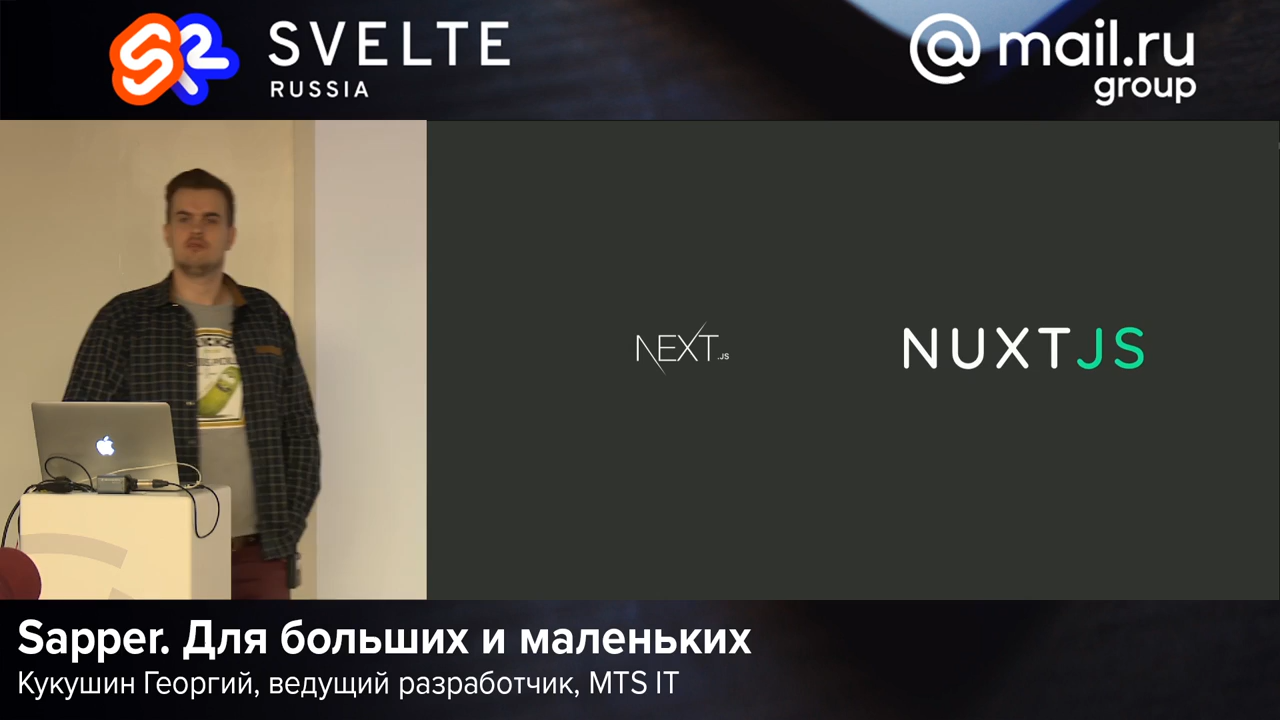 SVELTE
RUSSIA
@mail.ru
group
NEXT.JS
NUXTJS
Sapper. Для больших и маленьких
Кукушин Георгий, ведущий разработчик, MTS IT